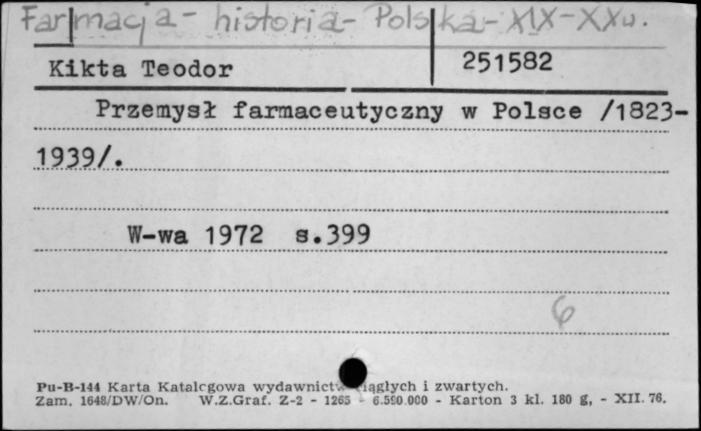 Farmacja - historia - Polska - XIX-XX w.
Kikta Teodor 251582
Przemysł farmaceutyczny w Polsce /1823-
1939/.
W-wa 1972 s.399
6
Pu-B-144 Karta Katalogowa wydawnictw ciągłych i zwartych.
Zam. 1648/DW/On. W.Z.Graf. Z-2 - 1265 - 6.590.000 - Karton 3 kl. 180 g, - XII. 76.